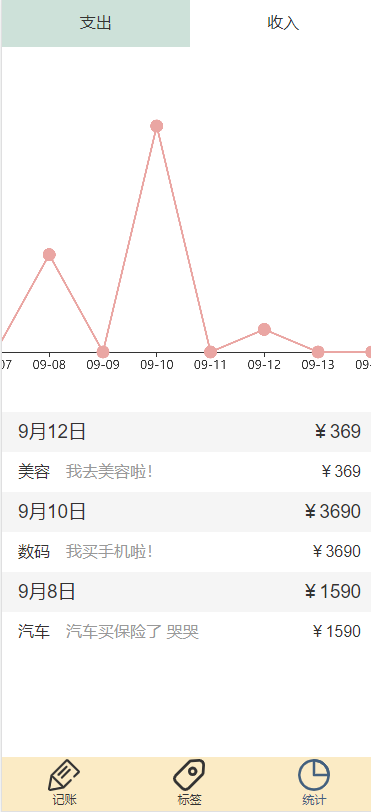 支出 收入
07 09-08 09-09 09-10 09-11 09-12 09-13 09-
9月12日 ¥369
美容 我去美容啦! ¥369
9月10日 ¥3690
数码 我买手机啦! ¥3690
9月8日 ¥1590
汽车 汽车买保险了 哭哭 ¥1590
记账 标签 统计